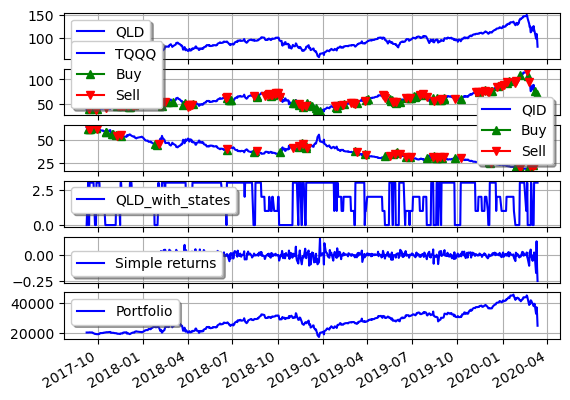 150
100
QLD
TQQQ
Buy
Sell
100
50
QID
Buy
Sell
50
25
2.5
0.0
QLD_with_states
0.00
-0.25
Simple returns
40000
20000
Portfolio
2017-10
2018-01
2018-04
2018-07
2018-10
2019-01
2019-04
2019-07
2019-10
2020-01
2020-04